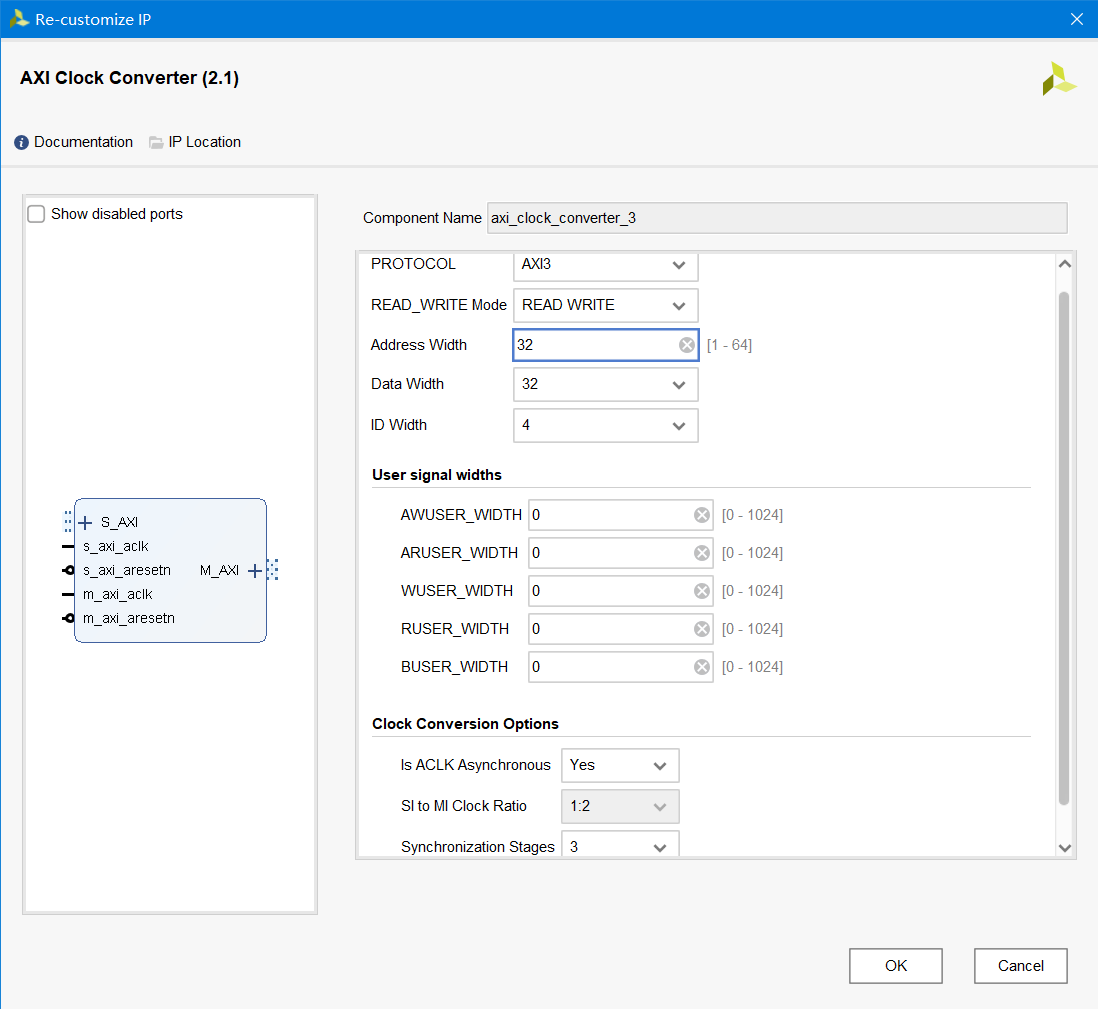 Re-customize IP
AXI Clock Converter (2.1)
Documentation IP Location
Show disabled ports
S_AXI
s_axi_aclk
s_axi_aresetn M_AXI
m_axi_aclk
m_axi_aresetn
Component Name axi_clock_converter_3
PROTOCOL AXI3
READ_WRITE Mode READ WRITE
Address Width 32 [1 - 64]
Data Width 32
ID Width 4
User signal widths
AWUSER_WIDTH 0 [0 - 1024]
ARUSER_WIDTH 0 [0 - 1024]
WUSER_WIDTH 0 [0 - 1024]
RUSER_WIDTH 0 [0 - 1024]
BUSER_WIDTH 0 [0 - 1024]
Clock Conversion Options
Is ACLK Asynchronous Yes
SI to MI Clock Ratio 1:2
Synchronization Stages 3
OK Cancel